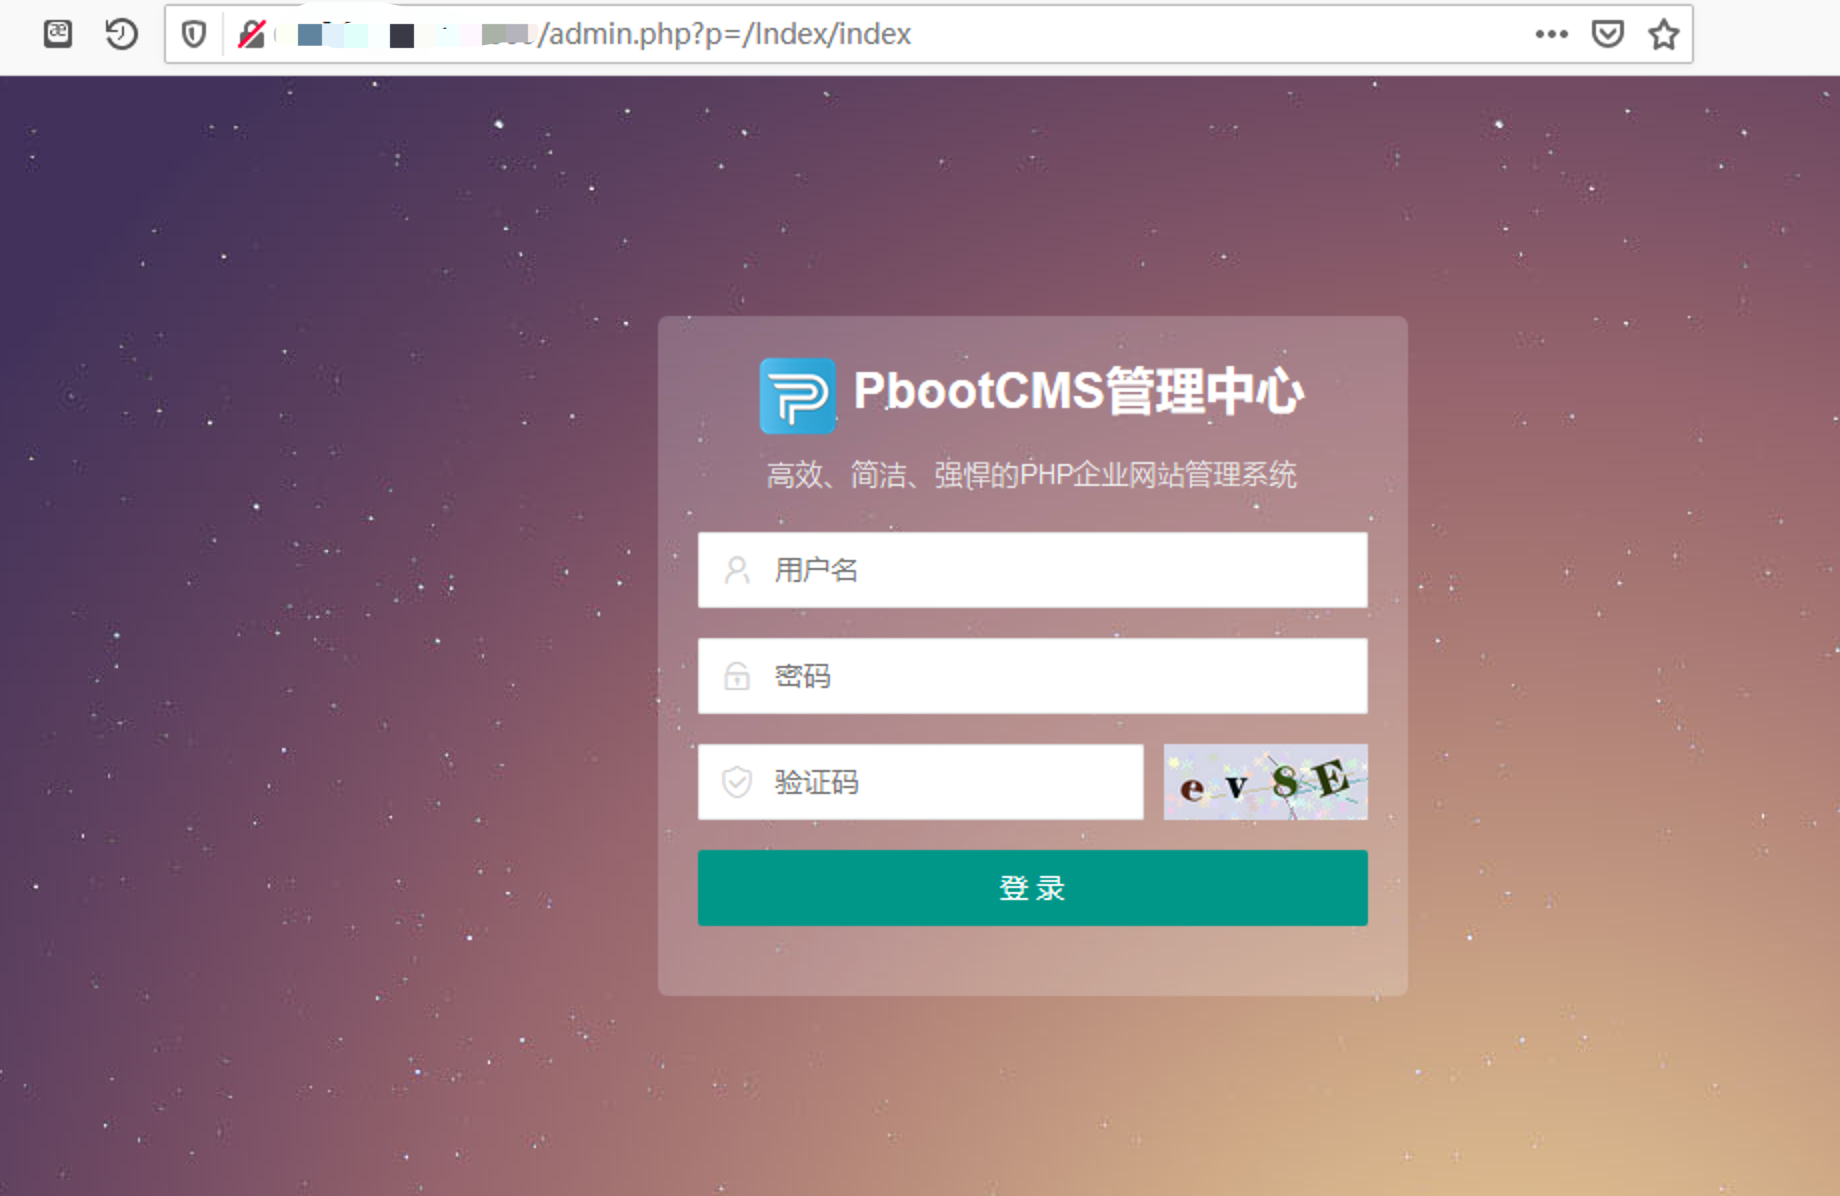 /admin.php?p=/Index/index
PbootCMS管理中心
高效、简洁、强悍的PHP企业网站管理系统
用户名
密码
验证码
e v S E
登 录